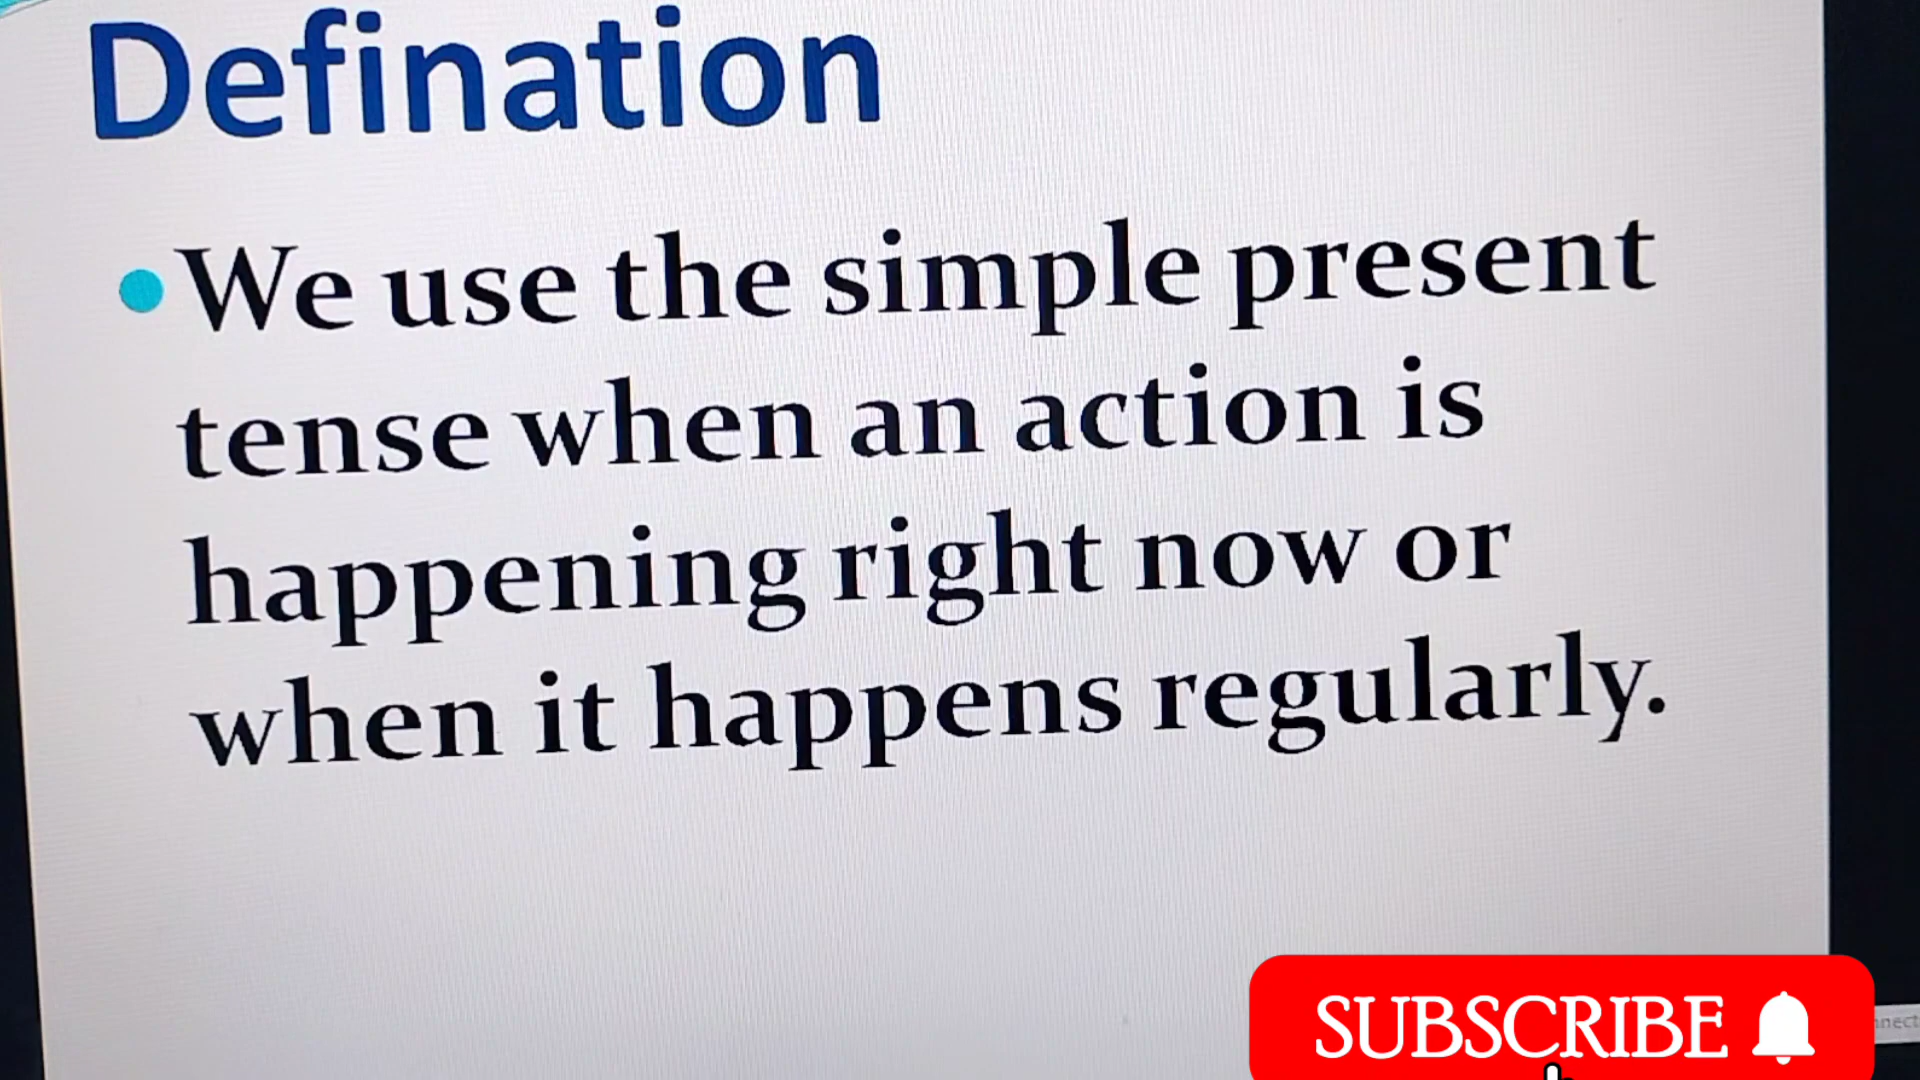 Defination
We use the simple present
tense when an action is
happening right now or
when it happens regularly.
SUBSCRIBE